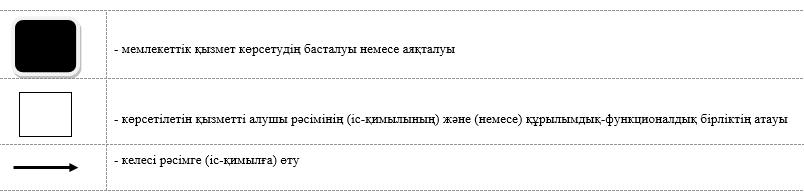 - мемлекеттік қызмет көрсетудің басталуы немесе аяқталуы
- көрсетілетін қызметті алушы рәсімінің (іс-қимылының) және (немесе) құрылымдық-функционалдық бірліктің атауы
- келесі рәсімге (іс-қимылға) өту